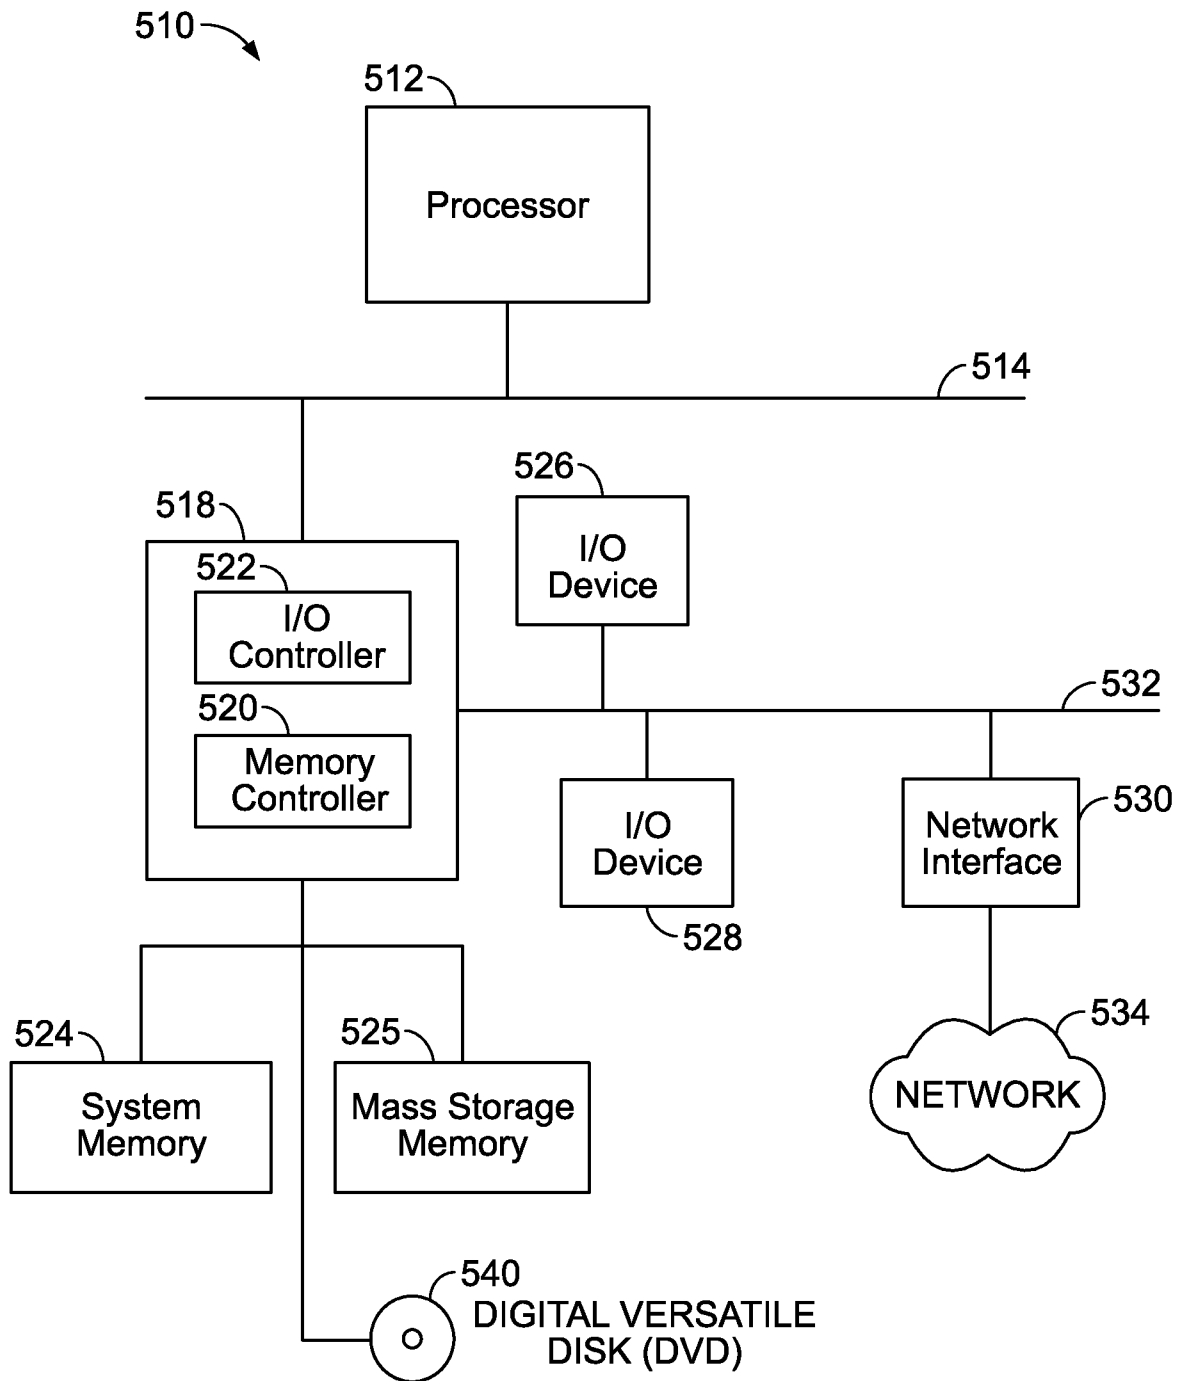 510
512
Processor
514
526
518
I/O
Device
522
I/O
Controller
532
520
Memory
Controller
530
I/O
Device
Network
Interface
528
534
524
525
System
Memory
Mass Storage
Memory
NETWORK
540
DIGITAL VERSATILE
DISK (DVD)